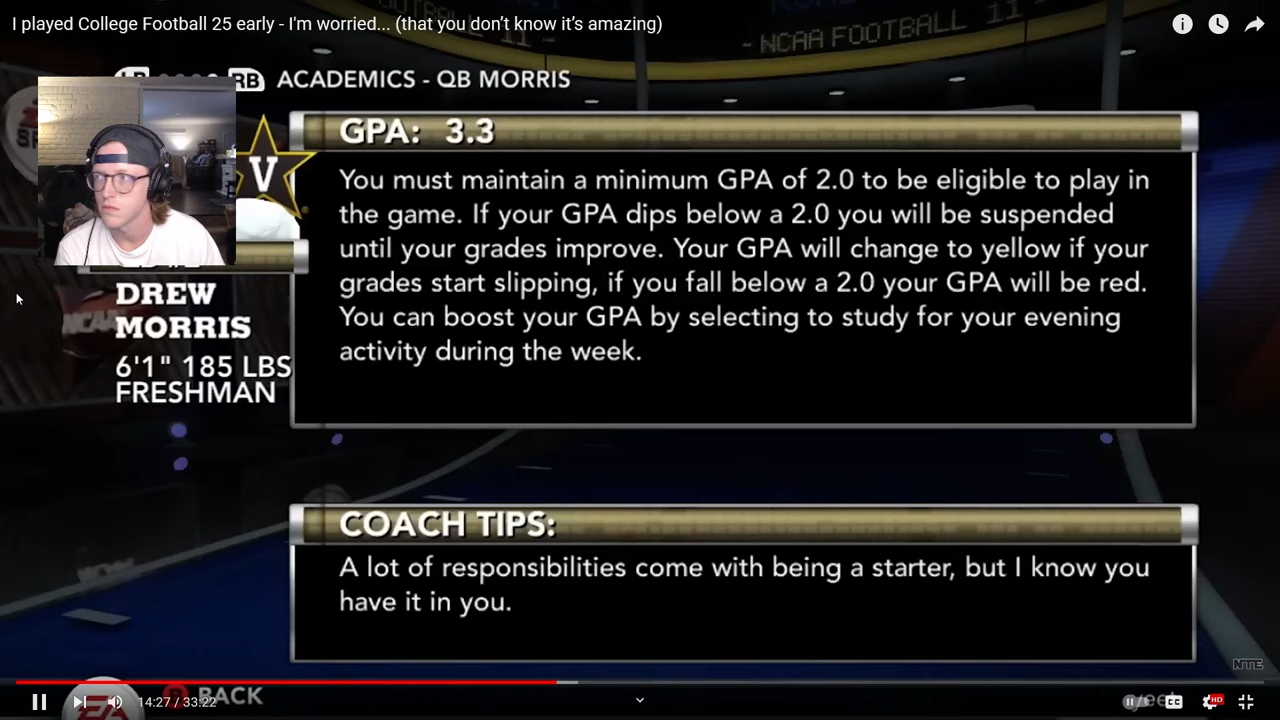 I played College Football 25 early - I'm worried... (that you don’t know it’s amazing)
- NCAA FOOTBALL 11 -
RB ACADEMICS - QB MORRIS
GPA: 3.3
V
You must maintain a minimum GPA of 2.0 to be eligible to play in
the game. If your GPA dips below a 2.0 you will be suspended
until your grades improve. Your GPA will change to yellow if your
grades start slipping, if you fall below a 2.0 your GPA will be red.
You can boost your GPA by selecting to study for your evening
activity during the week.
DREW
MORRIS
6'1" 185 LBS
FRESHMAN
COACH TIPS:
A lot of responsibilities come with being a starter, but I know you
have it in you.
NTE
BACK
14:27 / 33:22
CC
HD